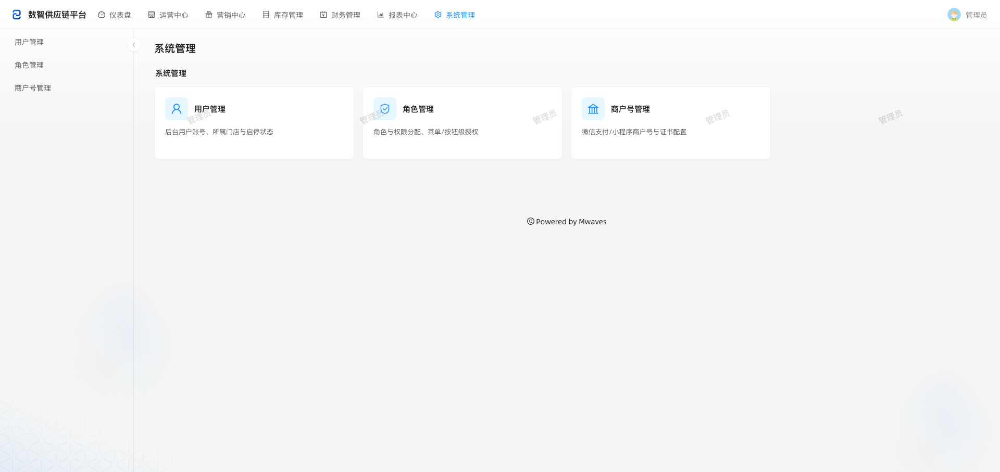 数智供应链平台 仪表盘 运营中心 营销中心 库存管理 财务管理 报表中心 系统管理 管理员
用户管理
角色管理
商户号管理
系统管理
系统管理
用户管理
后台用户账号、所属门店与启停状态
角色管理
角色与权限分配、菜单/按钮级授权
商户号管理
微信支付/小程序商户号与证书配置
管理员 管理员 管理员 管理员 管理员
© Powered by Mwaves